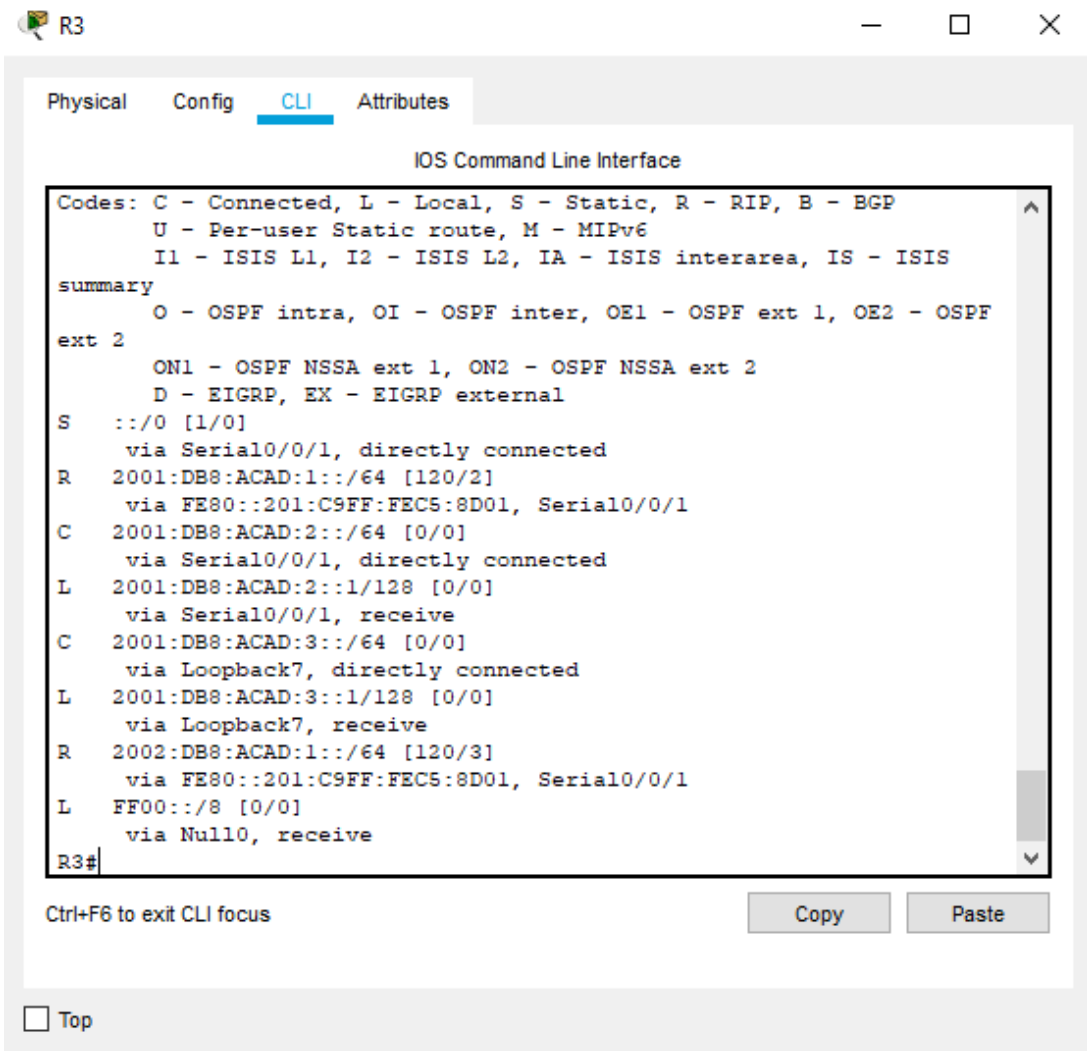 R3
Physical Config CLI Attributes
IOS Command Line Interface
Codes: C - Connected, L - Local, S - Static, R - RIP, B - BGP
       U - Per-user Static route, M - MIPv6
       I1 - ISIS L1, I2 - ISIS L2, IA - ISIS interarea, IS - ISIS
summary
       O - OSPF intra, OI - OSPF inter, OE1 - OSPF ext 1, OE2 - OSPF
ext 2
       ON1 - OSPF NSSA ext 1, ON2 - OSPF NSSA ext 2
       D - EIGRP, EX - EIGRP external
S   ::/0 [1/0]
     via Serial0/0/1, directly connected
R   2001:DB8:ACAD:1::/64 [120/2]
     via FE80::201:C9FF:FEC5:8D01, Serial0/0/1
C   2001:DB8:ACAD:2::/64 [0/0]
     via Serial0/0/1, directly connected
L   2001:DB8:ACAD:2::1/128 [0/0]
     via Serial0/0/1, receive
C   2001:DB8:ACAD:3::/64 [0/0]
     via Loopback7, directly connected
L   2001:DB8:ACAD:3::1/128 [0/0]
     via Loopback7, receive
R   2002:DB8:ACAD:1::/64 [120/3]
     via FE80::201:C9FF:FEC5:8D01, Serial0/0/1
L   FF00::/8 [0/0]
     via Null0, receive
R3#
Ctrl+F6 to exit CLI focus Copy Paste
Top